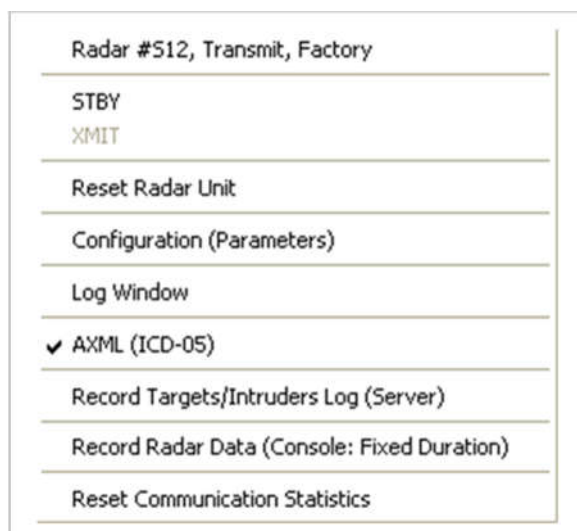 Radar #S12, Transmit, Factory
STBY
XMIT
Reset Radar Unit
Configuration (Parameters)
Log Window
AXML (ICD-05)
Record Targets/Intruders Log (Server)
Record Radar Data (Console: Fixed Duration)
Reset Communication Statistics